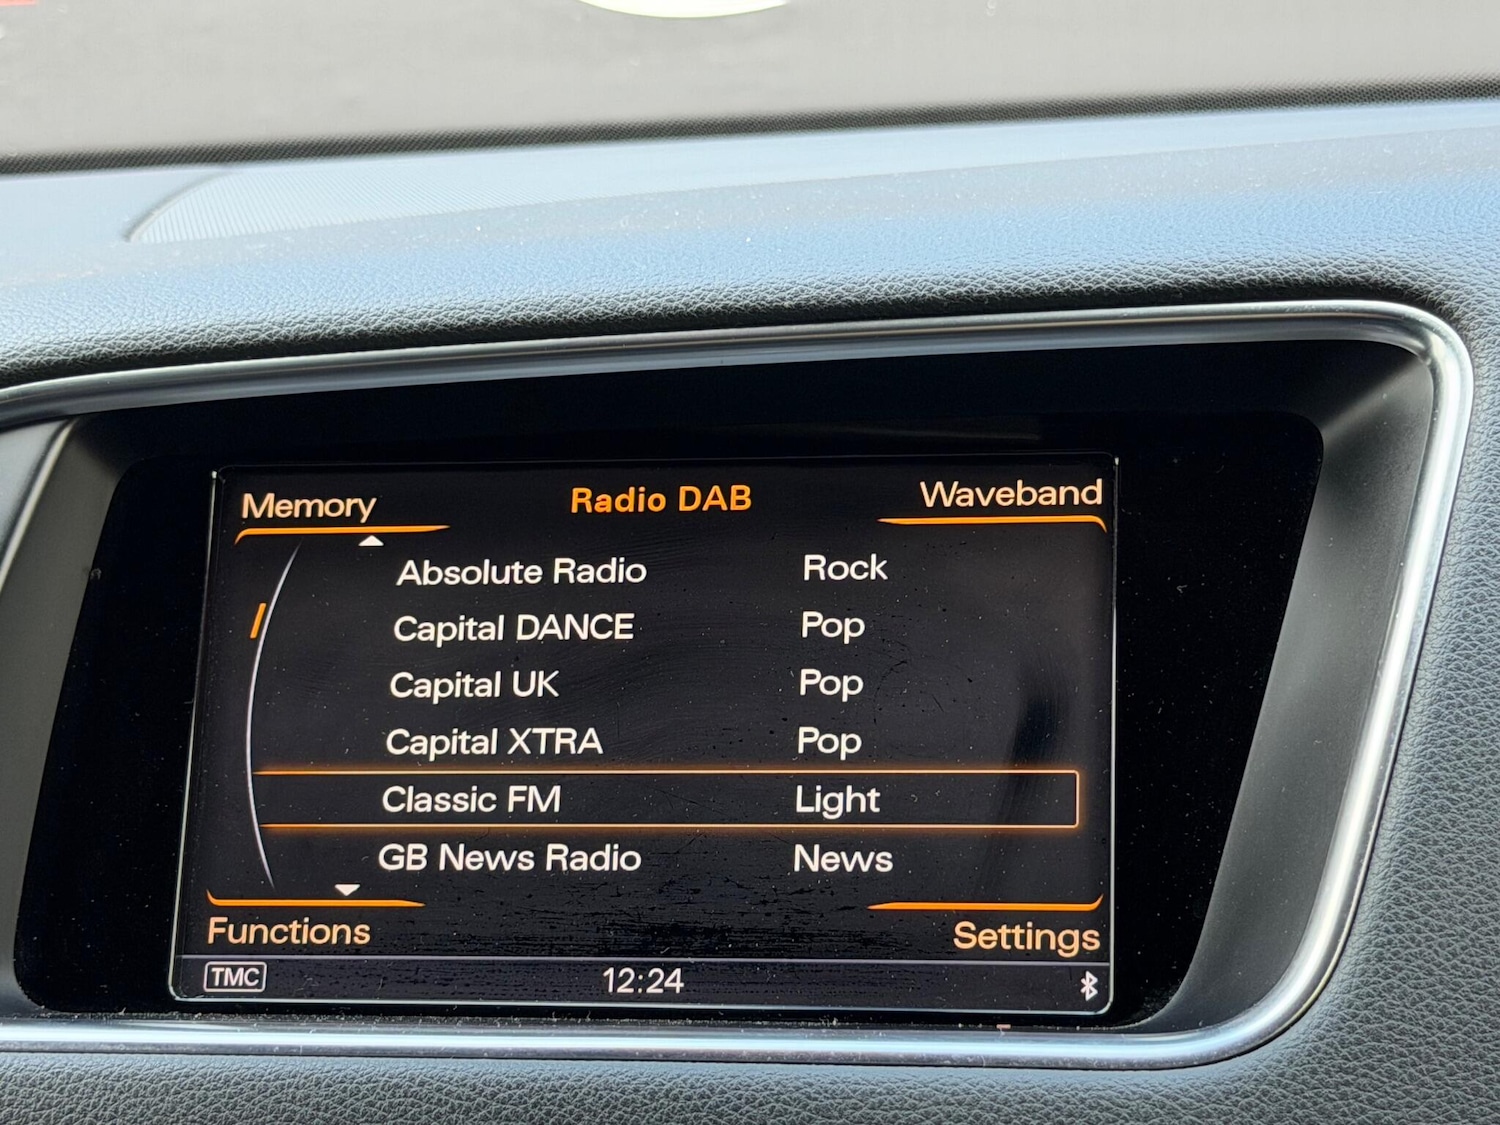 Memory Radio DAB Waveband
Absolute Radio Rock
Capital DANCE Pop
Capital UK Pop
Capital XTRA Pop
Classic FM Light
GB News Radio News
Functions Settings
TMC 12:24